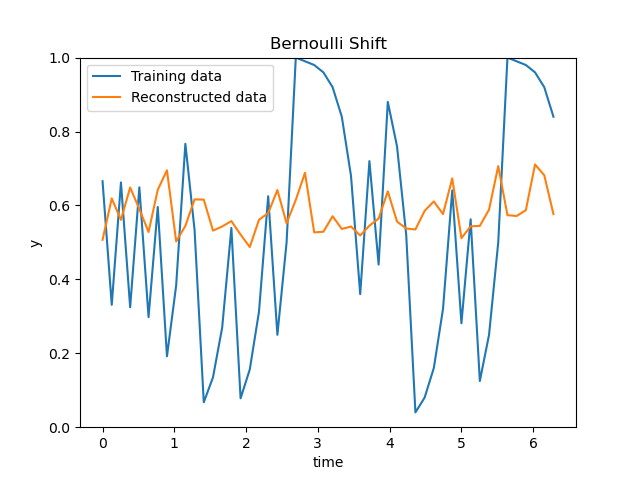 Bernoulli Shift
Training data
Reconstructed data
y
1.0
0.8
0.6
0.4
0.2
0.0
0 1 2 3 4 5 6
time